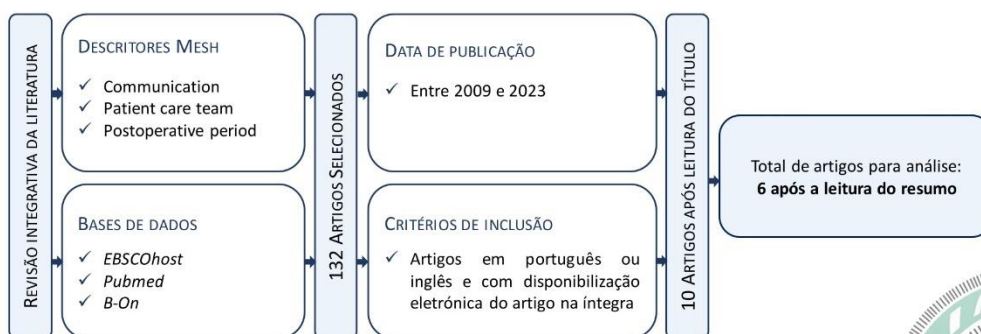 REVISÃO INTEGRATIVA DA LITERATURA
DESCRITORES MESH
✓ Communication
✓ Patient care team
✓ Postoperative period
BASES DE DADOS
✓ EBSCOhost
✓ Pubmed
✓ B-On
132 ARTIGOS SELECIONADOS
DATA DE PUBLICAÇÃO
✓ Entre 2009 e 2023
CRITÉRIOS DE INCLUSÃO
✓ Artigos em português ou
inglês e com disponibilização
eletrónica do artigo na íntegra
10 ARTIGOS APÓS LEITURA DO TÍTULO
Total de artigos para análise:
6 após a leitura do resumo